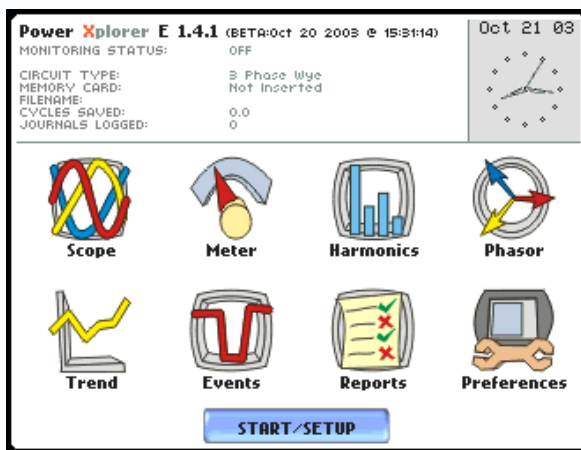 Power Xplorer E 1.4.1 (BETA:Oct 20 2003 @ 15:31:14)
Oct 21 03
MONITORING STATUS: OFF
CIRCUIT TYPE: 3 Phase Wye
MEMORY CARD: Not Inserted
FILENAME:
CYCLES SAVED: 0.0
JOURNALS LOGGED: 0
Scope Meter Harmonics Phasor
Trend Events Reports Preferences
START/SETUP